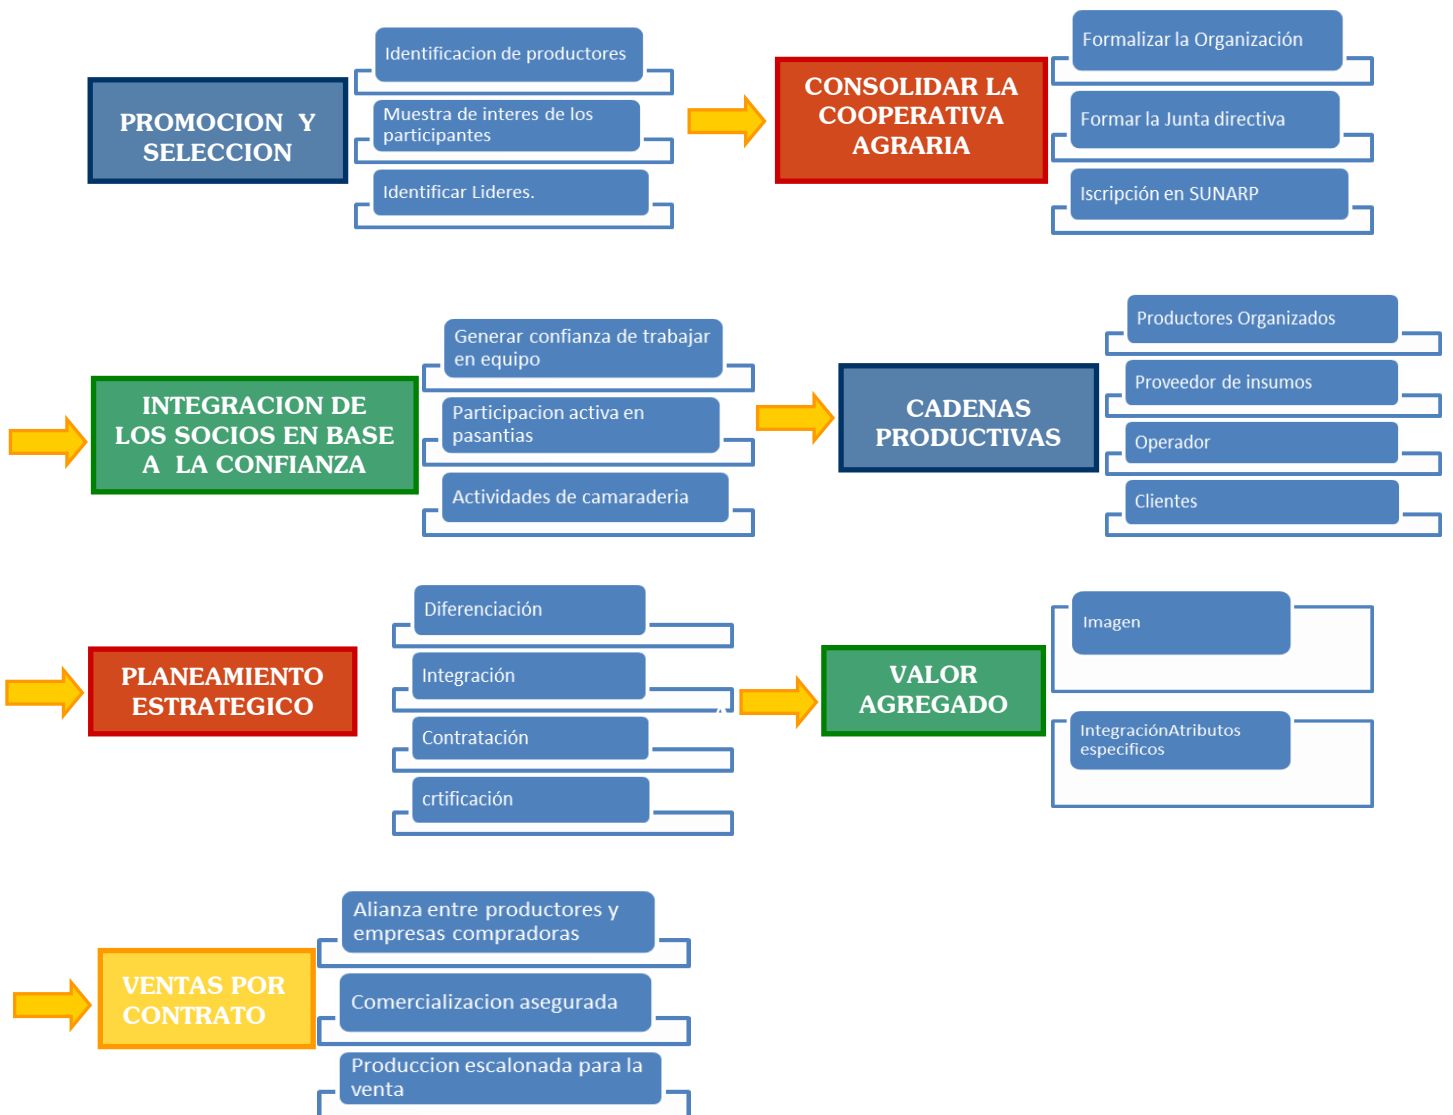 PROMOCION Y
SELECCION
Identificacion de productores
Muestra de interes de los
participantes
Identificar Lideres.
CONSOLIDAR LA
COOPERATIVA
AGRARIA
Formalizar la Organización
Formar la Junta directiva
Iscripción en SUNARP
INTEGRACION DE
LOS SOCIOS EN BASE
A LA CONFIANZA
Generar confianza de trabajar
en equipo
Participacion activa en
pasantias
Actividades de camaraderia
CADENAS
PRODUCTIVAS
Productores Organizados
Proveedor de insumos
Operador
Clientes
PLANEAMIENTO
ESTRATEGICO
Diferenciación
Integración
Contratación
crtificación
VALOR
AGREGADO
Imagen
IntegraciónAtributos
especificos
VENTAS POR
CONTRATO
Alianza entre productores y
empresas compradoras
Comercializacion asegurada
Produccion escalonada para la
venta